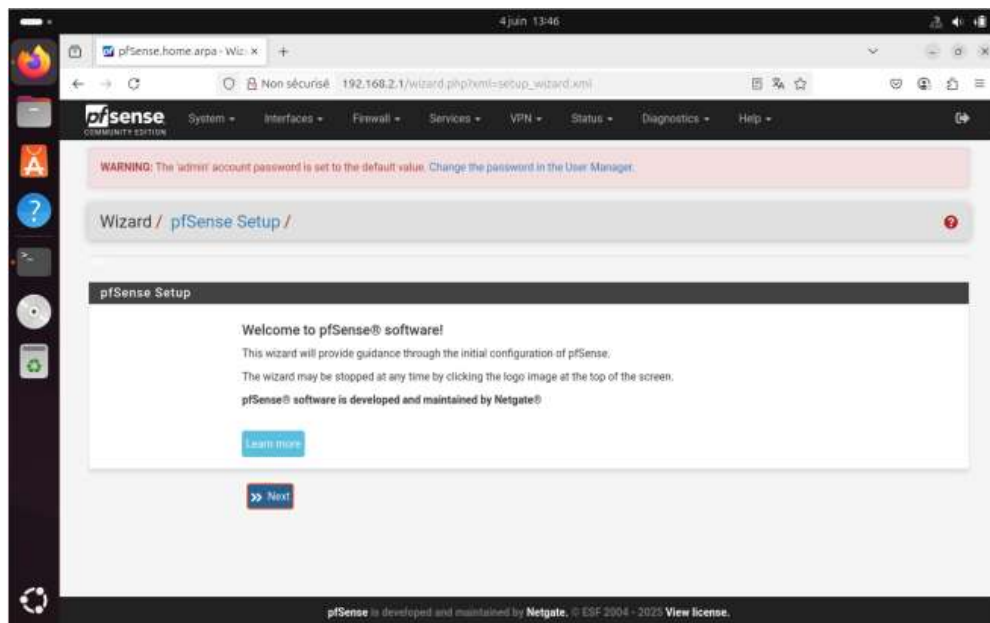 4 juin 13:46
pfSense.home.arpa - Wiz
Non sécurisé 192.168.2.1/wizard.php?xml=setup_wizard.xml
pfsense COMMUNITY EDITION System Interfaces Firewall Services VPN Status Diagnostics Help
WARNING: The 'admin' account password is set to the default value. Change the password in the User Manager.
Wizard / pfSense Setup /
pfSense Setup
Welcome to pfSense® software!
This wizard will provide guidance through the initial configuration of pfSense.
The wizard may be stopped at any time by clicking the logo image at the top of the screen.
pfSense® software is developed and maintained by Netgate®
Learn more
Next
pfSense is developed and maintained by Netgate. © ESF 2004 - 2025 View license.